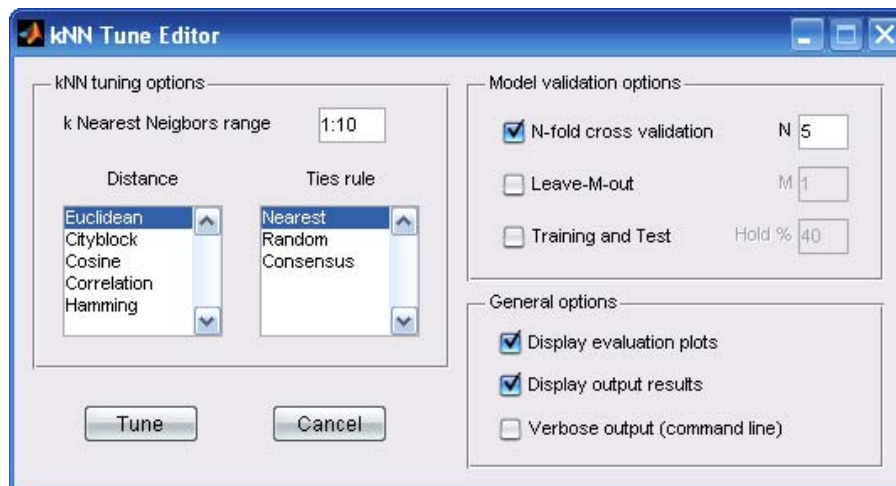 kNN Tune Editor
kNN tuning options
k Nearest Neigbors range 1:10
Distance
Euclidean
Cityblock
Cosine
Correlation
Hamming
Ties rule
Nearest
Random
Consensus
Tune
Cancel
Model validation options
N-fold cross validation N 5
Leave-M-out M 1
Training and Test Hold % 40
General options
Display evaluation plots
Display output results
Verbose output (command line)